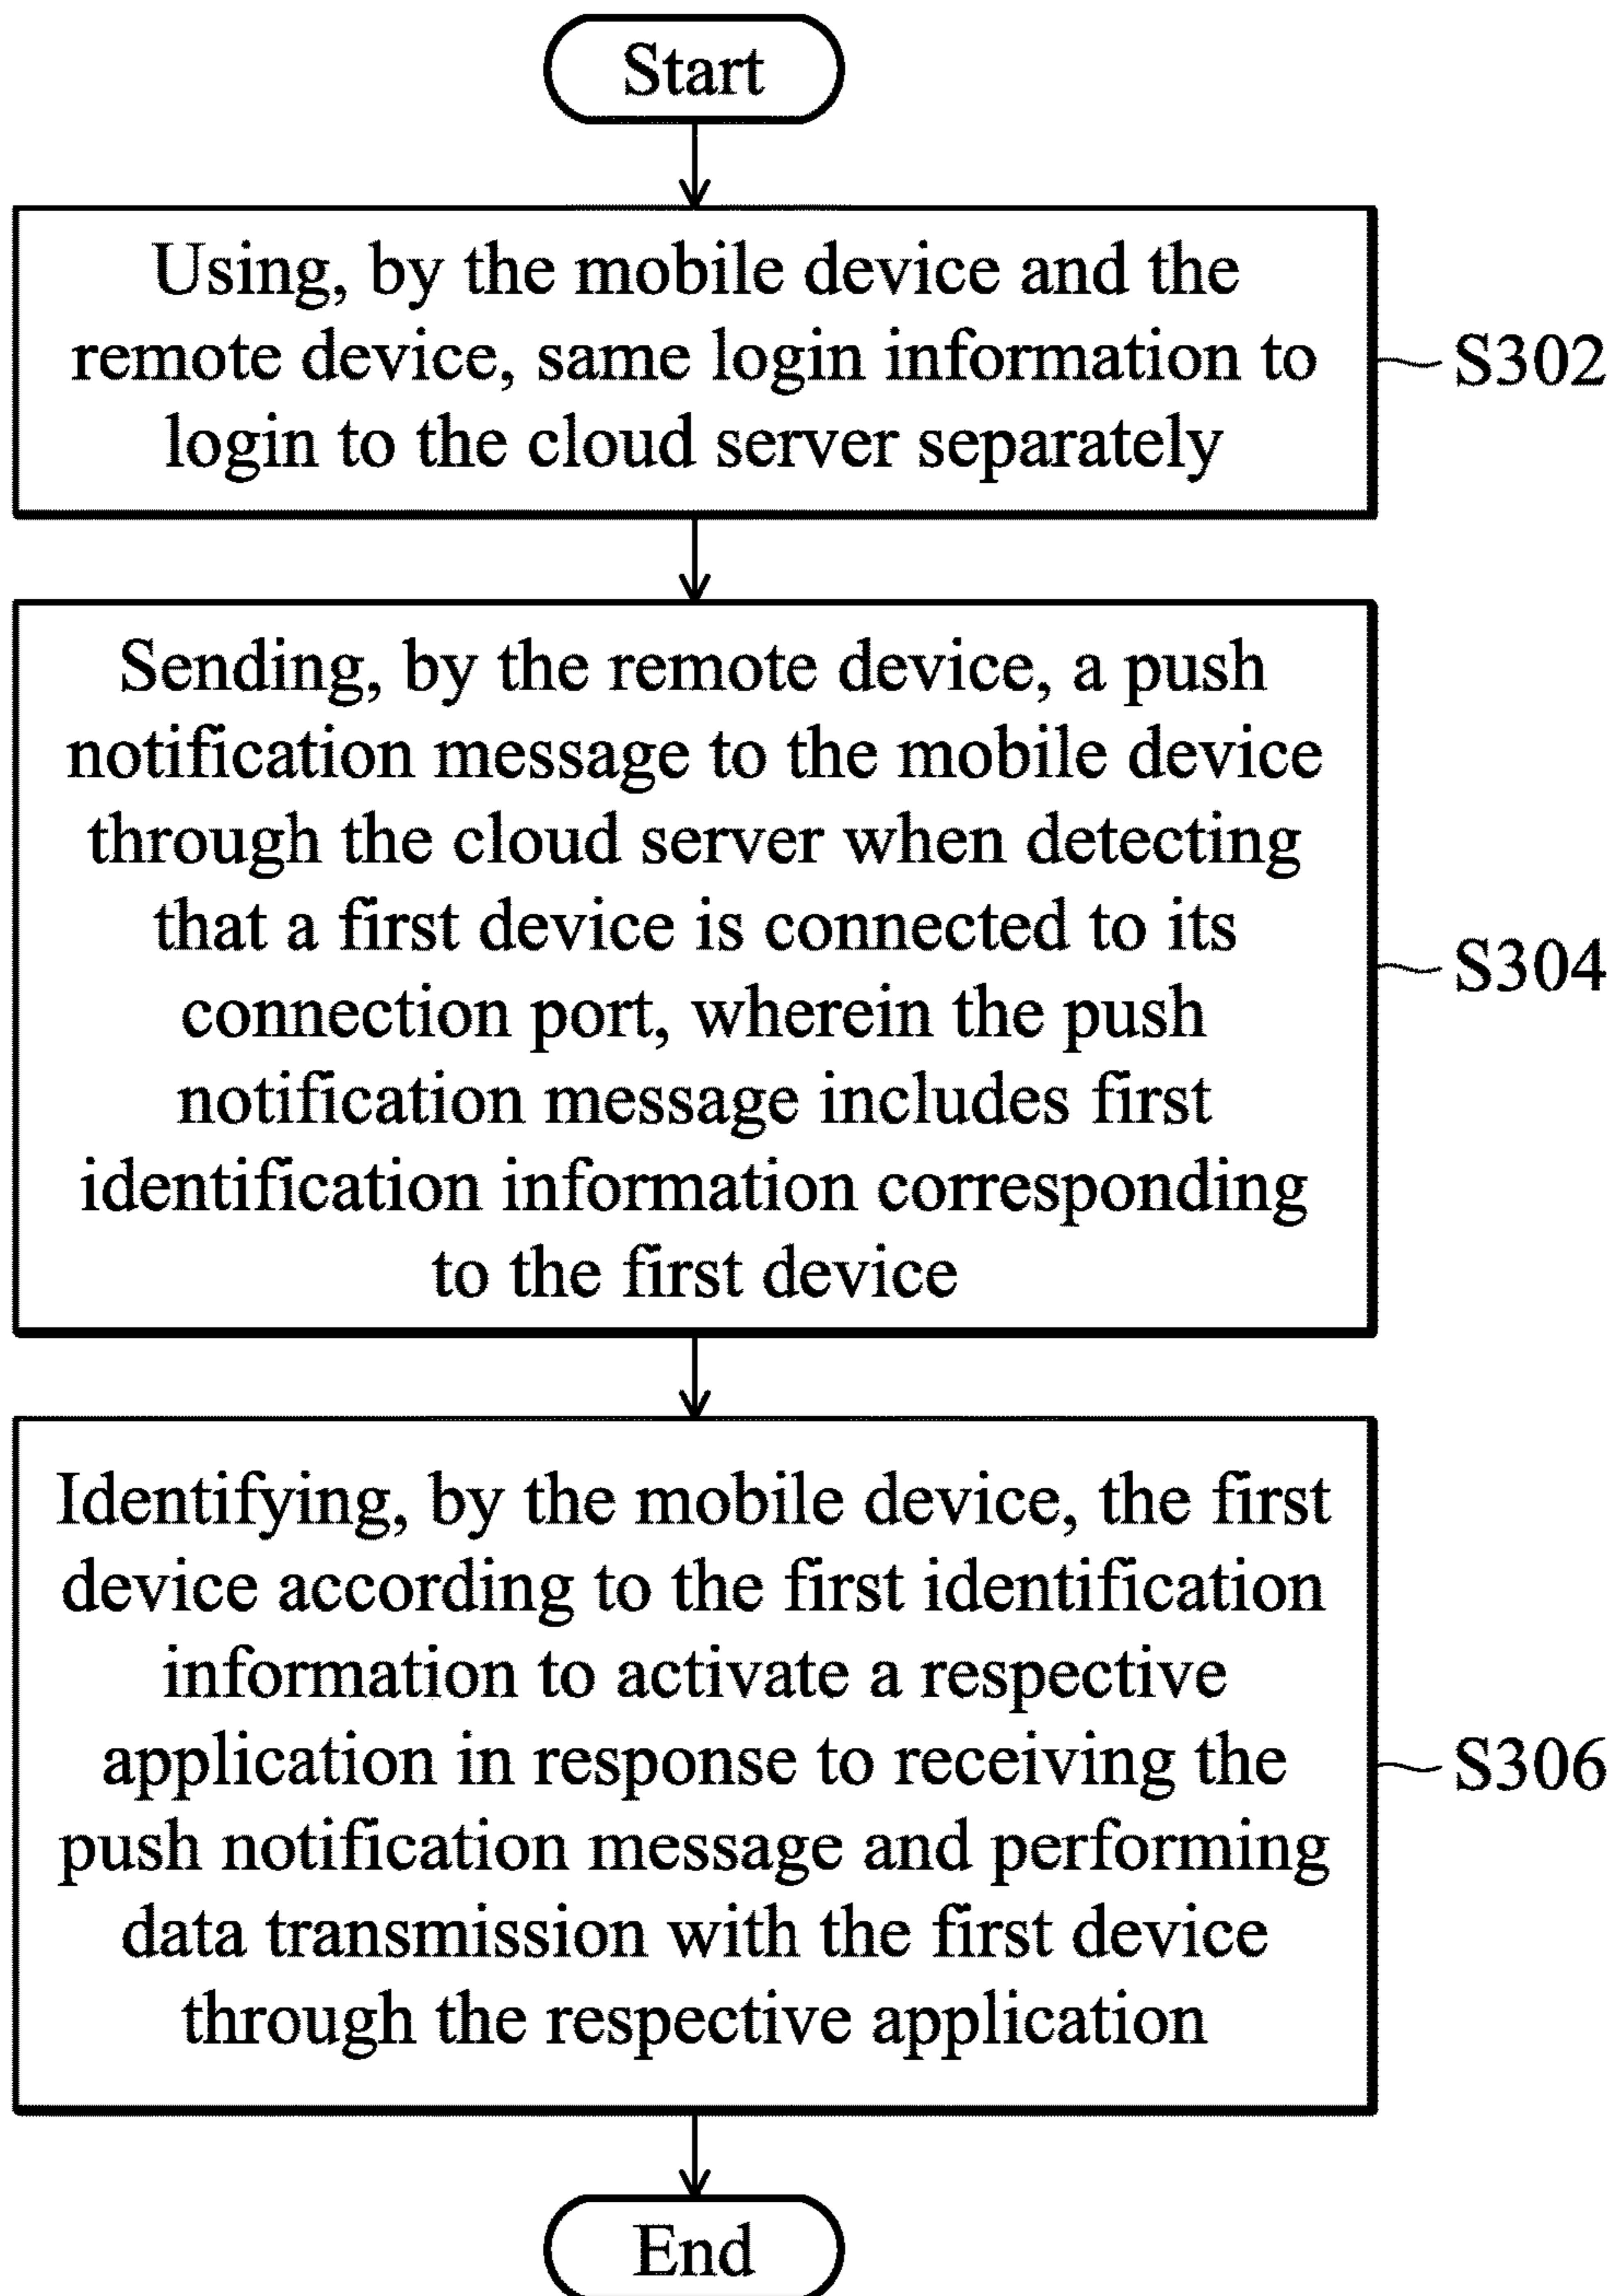 Start
Using, by the mobile device and the
remote device, same login information to
login to the cloud server separately
S302
Sending, by the remote device, a push
notification message to the mobile device
through the cloud server when detecting
that a first device is connected to its
connection port, wherein the push
notification message includes first
identification information corresponding
to the first device
S304
Identifying, by the mobile device, the first
device according to the first identification
information to activate a respective
application in response to receiving the
push notification message and performing
data transmission with the first device
through the respective application
S306
End